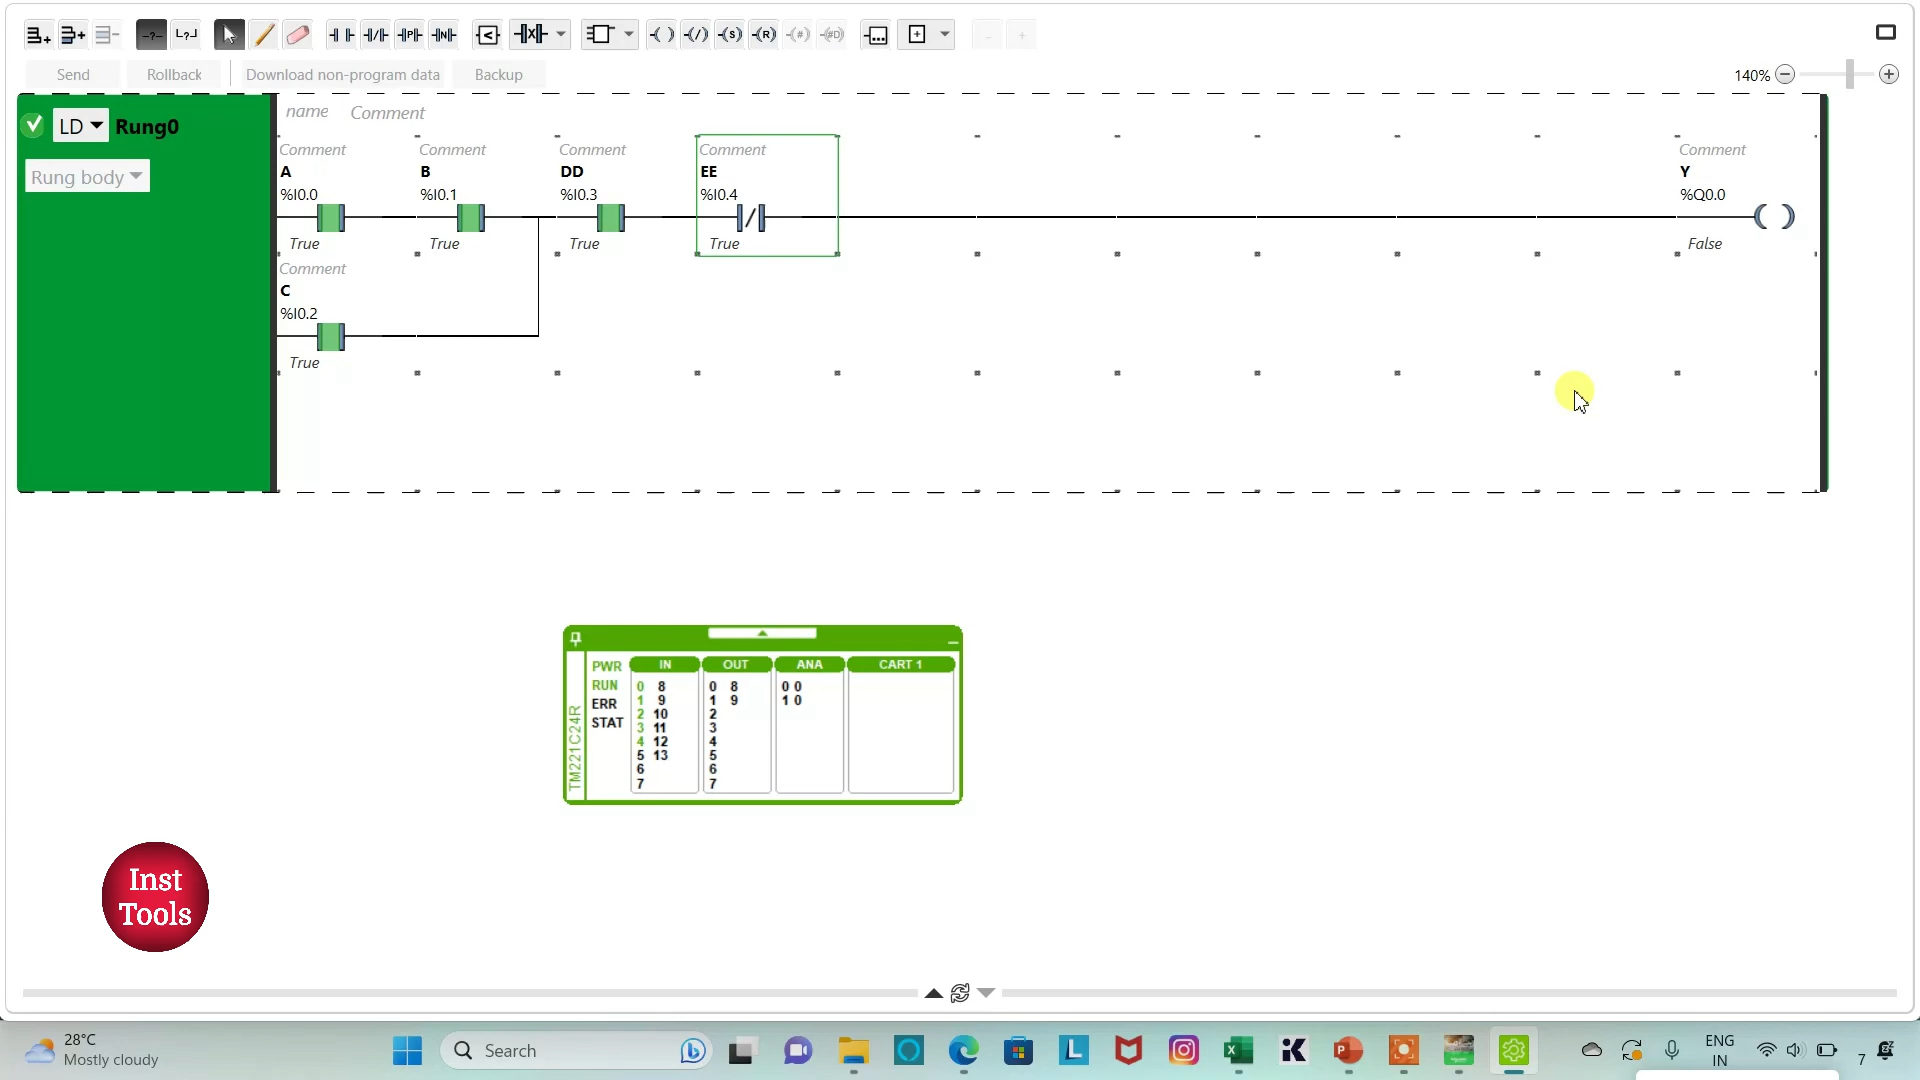 Send Rollback Download non-program data Backup
140%
LD Rung0
Rung body
name Comment
Comment Comment Comment Comment Comment
A B DD EE Y
%I0.0 %I0.1 %I0.3 %I0.4 %Q0.0
True True True True False
Comment
C
%I0.2
True
TM221C24R
PWR IN OUT ANA CART 1
RUN
ERR
STAT
0 8 0 8 0 0
1 9 1 9 1 0
2 10 2
3 11 3
4 12 4
5 13 5
6 6
7 7
Inst
Tools
28°C
Mostly cloudy
Search
ENG
IN
7